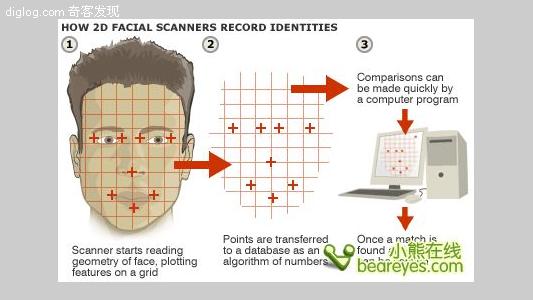 diglog.com 奇客发现
HOW 2D FACIAL SCANNERS RECORD IDENTITIES
1
2
3
Comparisons can
be made quickly by
a computer program
Scanner starts reading
geometry of face, plotting
features on a grid
Points are transferred
to a database as an
algorithm of numbers
Once a match is
found
小熊在线
beareyes.com